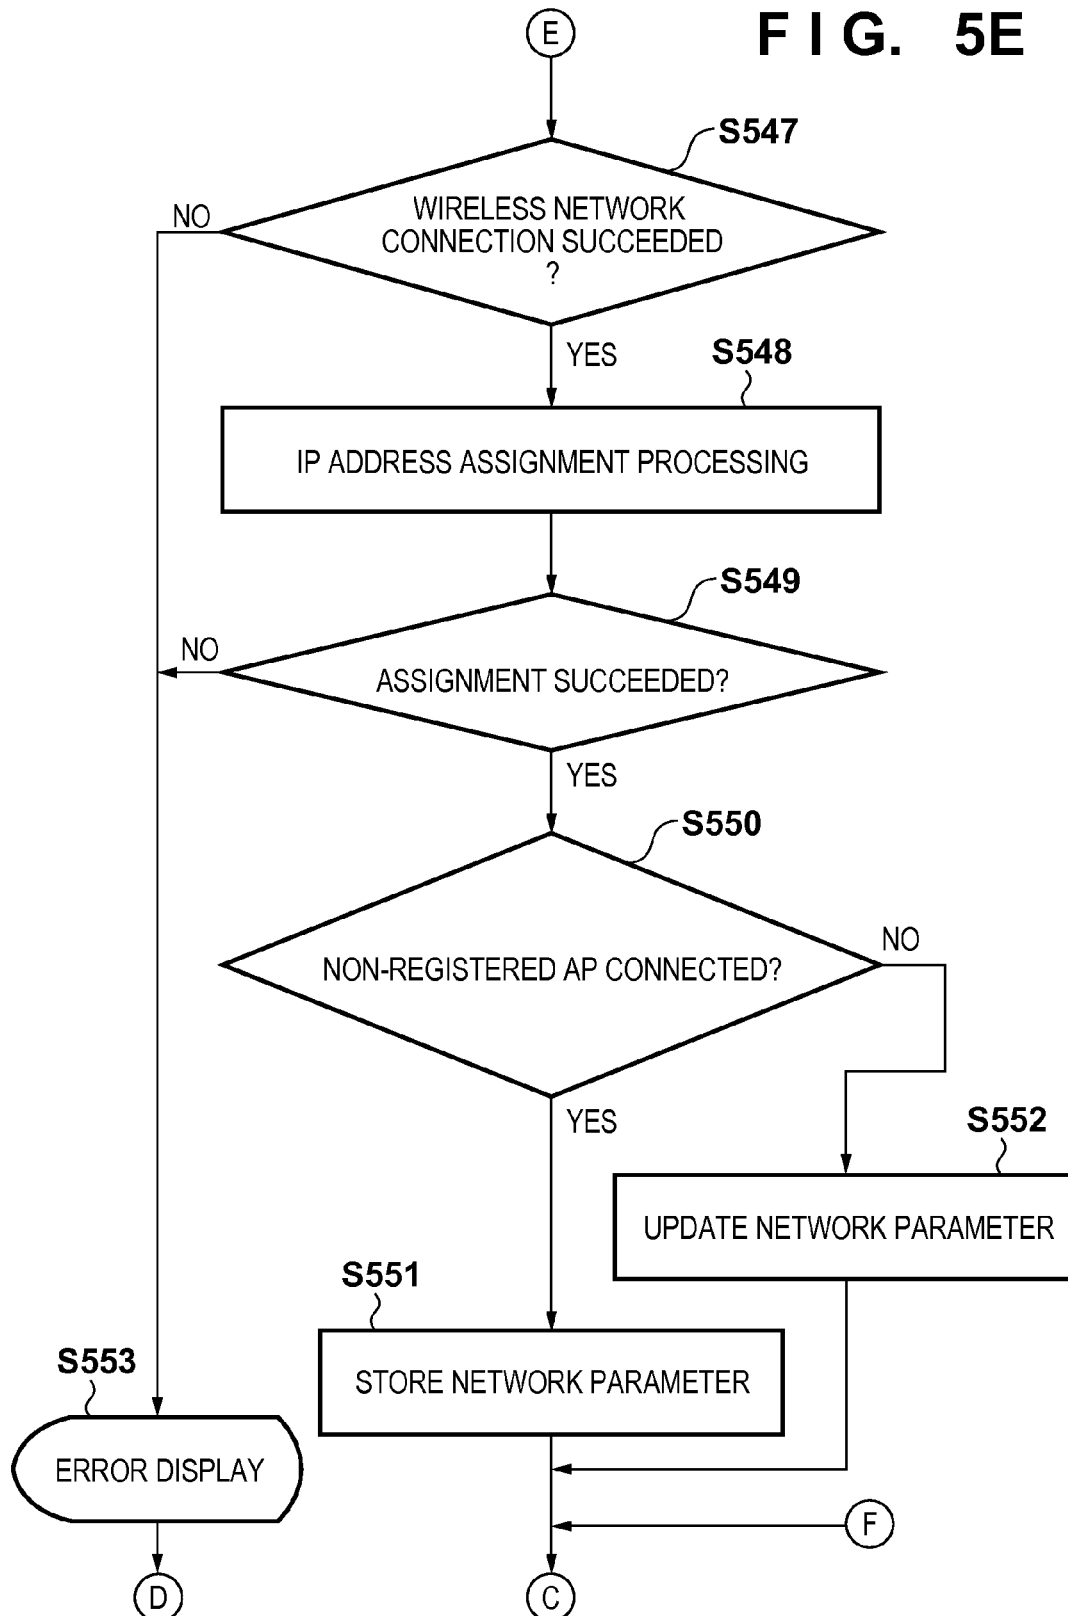 E
FIG. 5E
S547
NO
WIRELESS NETWORK
CONNECTION SUCCEEDED
?
YES
S548
IP ADDRESS ASSIGNMENT PROCESSING
S549
NO
ASSIGNMENT SUCCEEDED?
YES
S550
NO
NON-REGISTERED AP CONNECTED?
YES
S552
UPDATE NETWORK PARAMETER
S551
STORE NETWORK PARAMETER
S553
ERROR DISPLAY
F
D
C